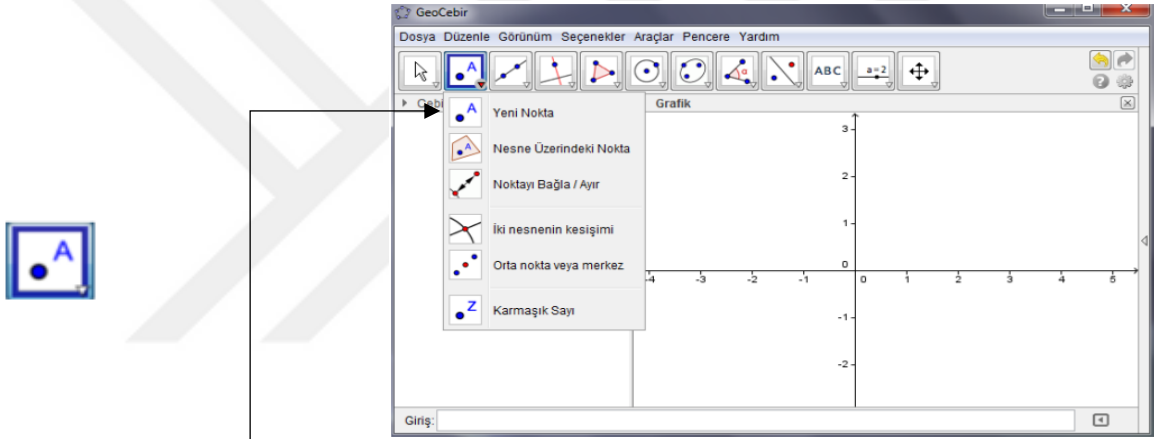 GeoCebir
Dosya Düzenle Görünüm Seçenekler Araçlar Pencere Yardım
A α ABC a=2
Grafik
A Yeni Nokta
A Nesne Üzerindeki Nokta
Noktayı Bağla / Ayır
İki nesnenin kesişimi
Orta nokta veya merkez
Z Karmaşık Sayı
A
3
2
1
0
-4 -3 -2 -1 0 1 2 3 4 5
-1
-2
Giriş: